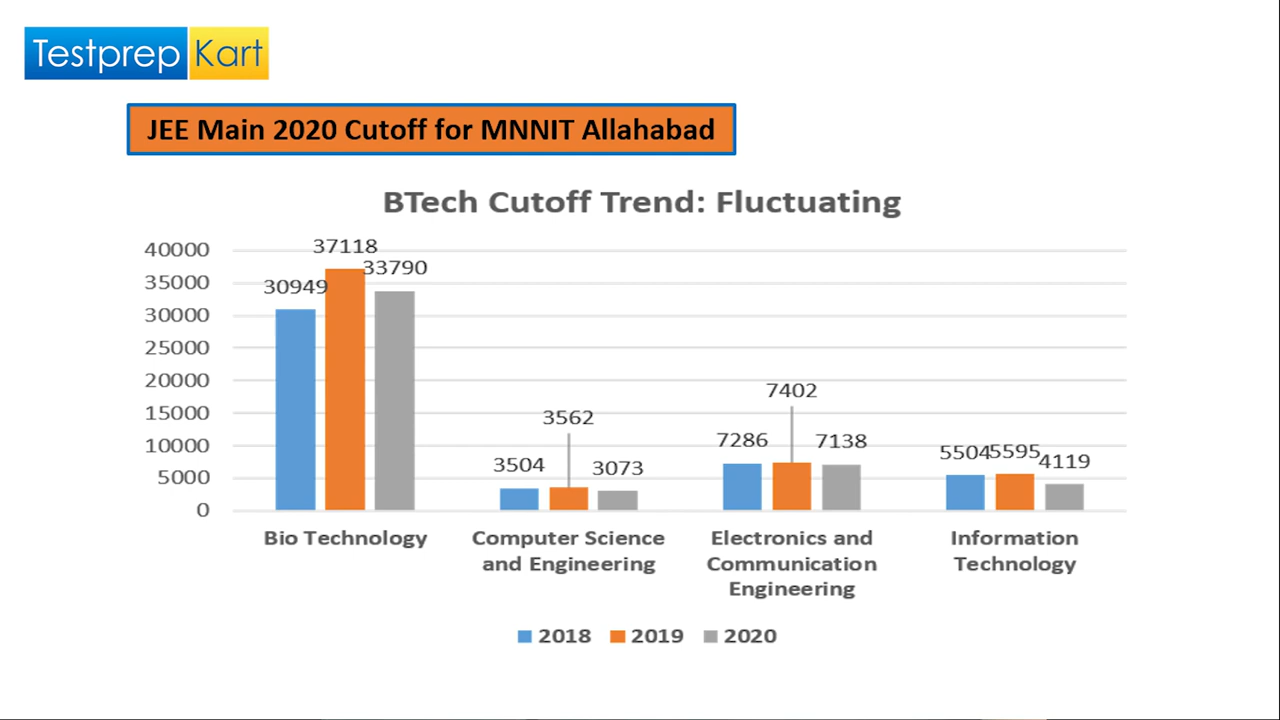 Testprep Kart
JEE Main 2020 Cutoff for MNNIT Allahabad
BTech Cutoff Trend: Fluctuating
40000
35000
30000
25000
20000
15000
10000
5000
0
30949
37118
33790
3504
3562
3073
7286
7402
7138
5504
5595
4119
Bio Technology
Computer Science
and Engineering
Electronics and
Communication
Engineering
Information
Technology
2018 2019 2020